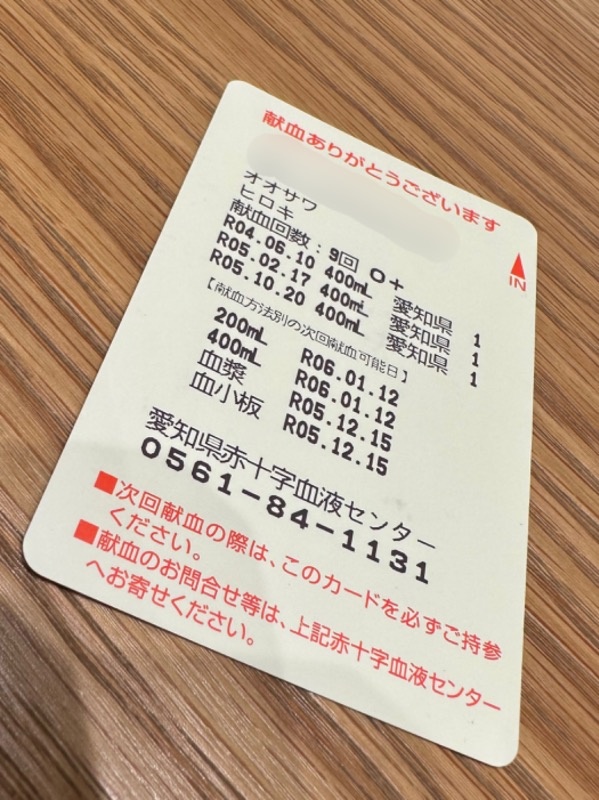 献血ありがとうございます
オオサワ
ヒロキ
献血回数：9回 O+
R04.06.10 400mL 愛知県 1
R05.02.17 400mL 愛知県 1
R05.10.20 400mL 愛知県 1
【献血方法別の次回献血可能日】
200mL R06.01.12
400mL R06.01.12
血漿 R05.12.15
血小板 R05.12.15
愛知県赤十字血液センター
0561-84-1131
■次回献血の際は、このカードを必ずご持参
ください。
■献血のお問合せ等は、上記赤十字血液センター
へお寄せください。
IN